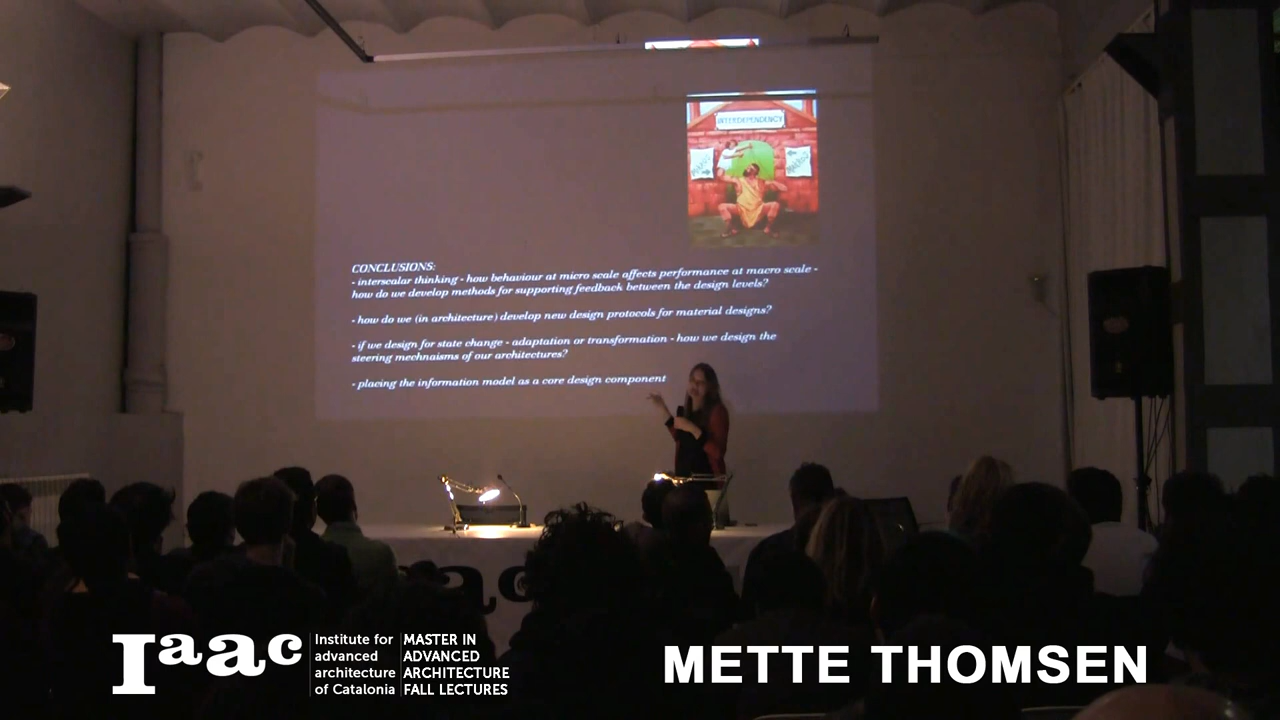 INTERDEPENDENCY
MICRO
MACRO
CONCLUSIONS:
- interscalar thinking - how behaviour at micro scale affects performance at macro scale -
how do we develop methods for supporting feedback between the design levels?
- how do we (in architecture) develop new design protocols for material designs?
- if we design for state change - adaptation or transformation - how we design the
steering mechnaisms of our architectures?
- placing the information model as a core design component
Iaac
Institute for
advanced
architecture
of Catalonia
MASTER IN
ADVANCED
ARCHITECTURE
FALL LECTURES
METTE THOMSEN